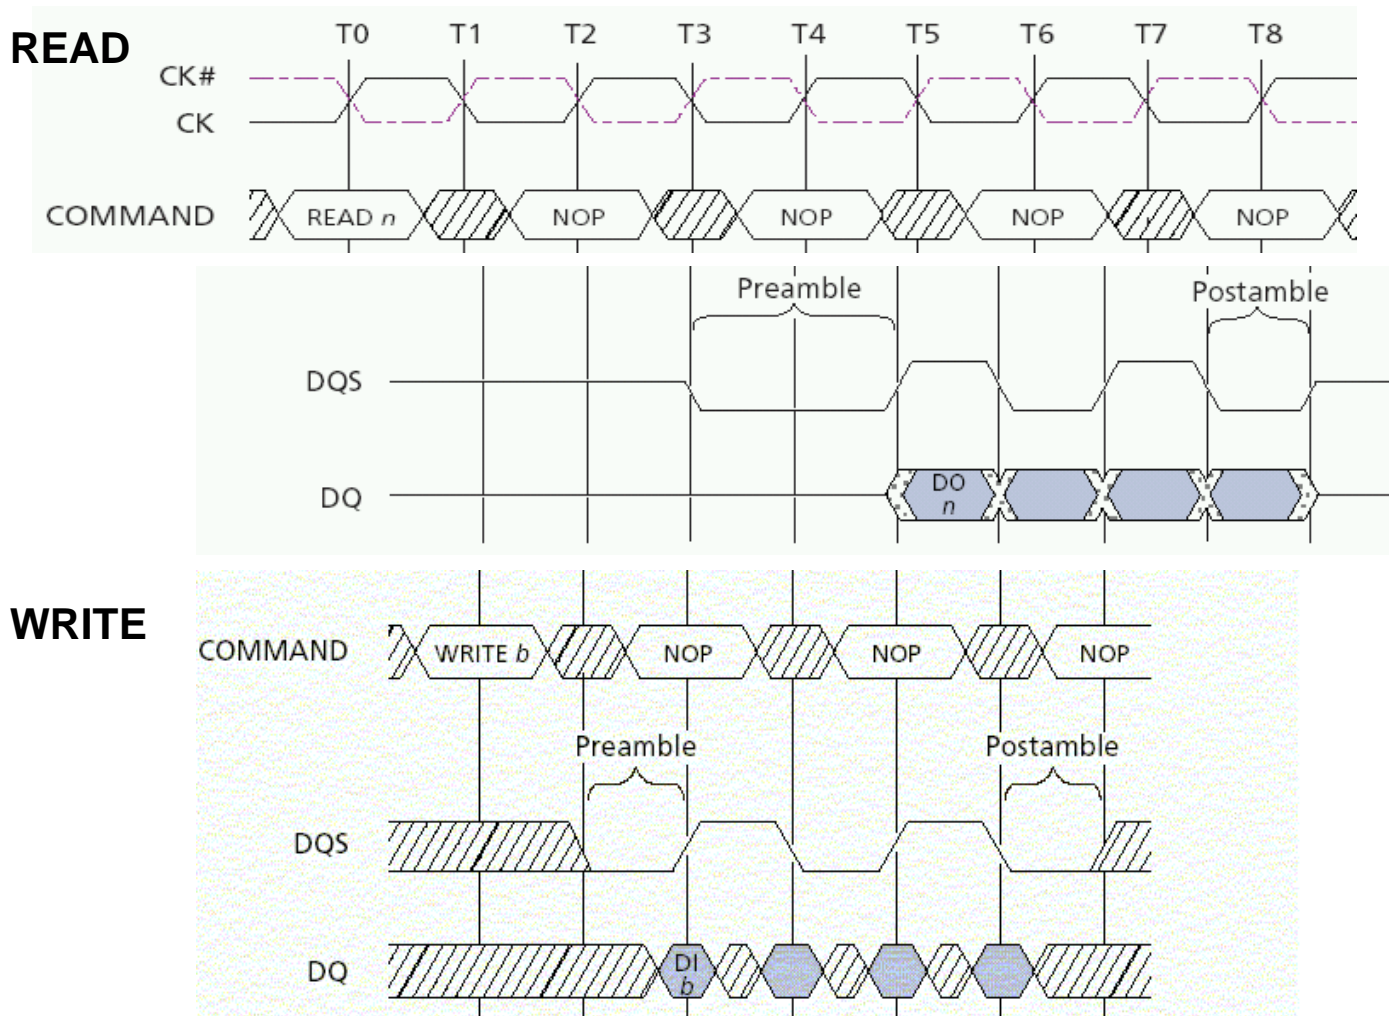 READ
T0 T1 T2 T3 T4 T5 T6 T7 T8
CK#
CK
COMMAND READ n NOP NOP NOP NOP
Preamble Postamble
DQS
DQ DO n
WRITE
COMMAND WRITE b NOP NOP NOP
Preamble Postamble
DQS
DQ DI b